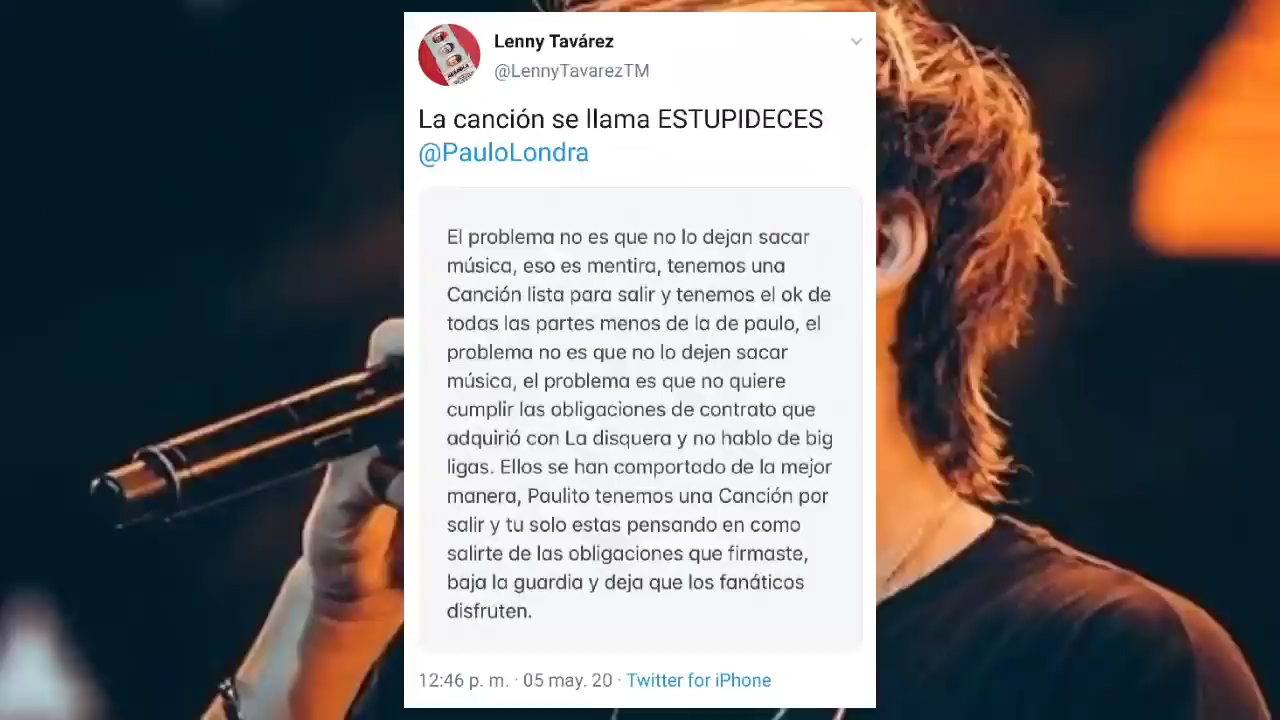 Lenny Tavárez
@LennyTavarezTM
La canción se llama ESTUPIDECES
@PauloLondra
El problema no es que no lo dejan sacar
música, eso es mentira, tenemos una
Canción lista para salir y tenemos el ok de
todas las partes menos de la de paulo, el
problema no es que no lo dejen sacar
música, el problema es que no quiere
cumplir las obligaciones de contrato que
adquirió con La disquera y no hablo de big
ligas. Ellos se han comportado de la mejor
manera, Paulito tenemos una Canción por
salir y tu solo estas pensando en como
salirte de las obligaciones que firmaste,
baja la guardia y deja que los fanáticos
disfruten.
12:46 p. m. · 05 may. 20 · Twitter for iPhone